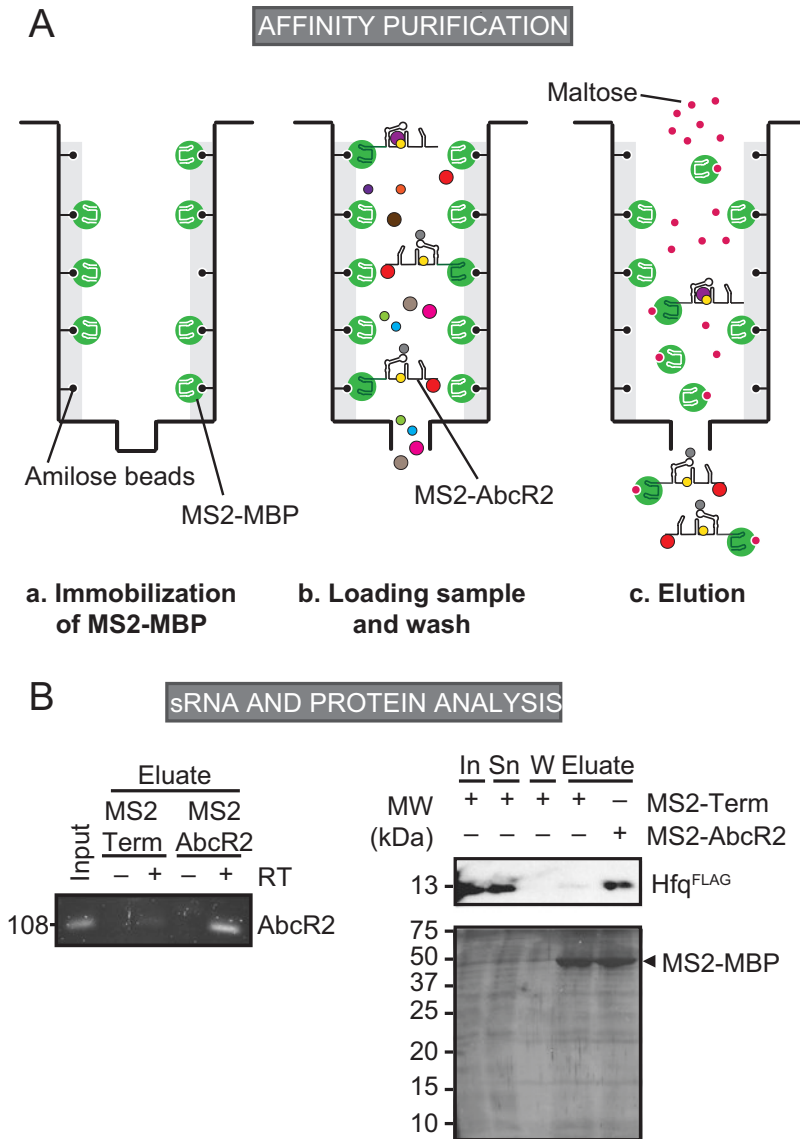 A
AFFINITY PURIFICATION
Maltose
Amilose beads
MS2-MBP
MS2-AbcR2
a. Immobilization
of MS2-MBP
b. Loading sample
and wash
c. Elution
B
sRNA AND PROTEIN ANALYSIS
Eluate
MS2 MS2
Term AbcR2
Input
– + – + RT
108 AbcR2
In Sn W Eluate
MW + + + + – MS2-Term
(kDa) – – – – + MS2-AbcR2
13 HfqFLAG
75
50 MS2-MBP
37
25
20
15
10